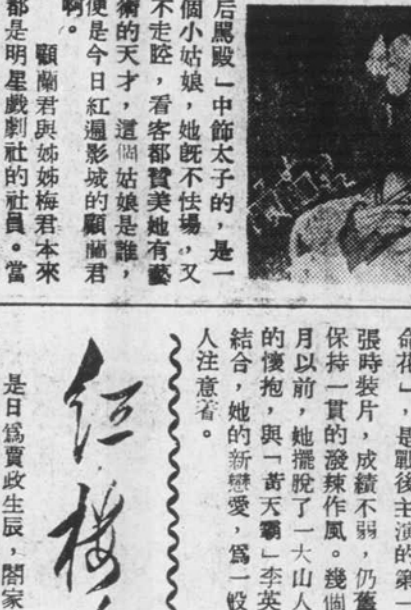 后罵殿」中飾太子的，是一
個小姑娘，她旣不怯場，又
不走腔，看客都贊美她有藝
術的天才，這個姑娘是誰，
便是今日紅遍影城的顧蘭君
啊。
顧蘭君與姊姊梅君本來
都是明星戲劇社的社員。當
命花」，是戰後主演的第一
張時裝片，成績不弱，仍舊
保持一貫的潑辣作風。幾個
月以前，她擺脫了一大山人
的懷抱，與「黃天霸」李英
結合，她的新戀愛，爲一般
人注意着。
紅樓
是日爲賈政生辰，閤家